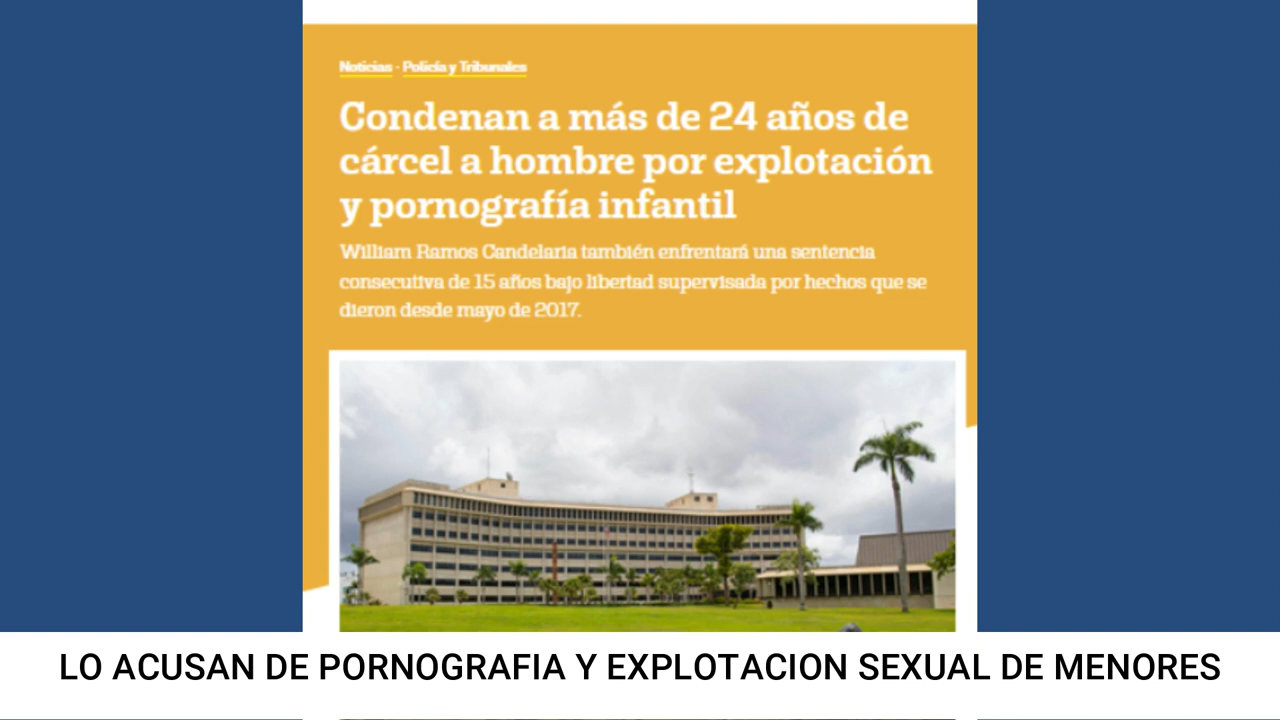 Noticias - Policía y Tribunales
Condenan a más de 24 años de
cárcel a hombre por explotación
y pornografía infantil
William Ramos Candelaria también enfrentará una sentencia
consecutiva de 15 años bajo libertad supervisada por hechos que se
dieron desde mayo de 2017.
LO ACUSAN DE PORNOGRAFIA Y EXPLOTACION SEXUAL DE MENORES